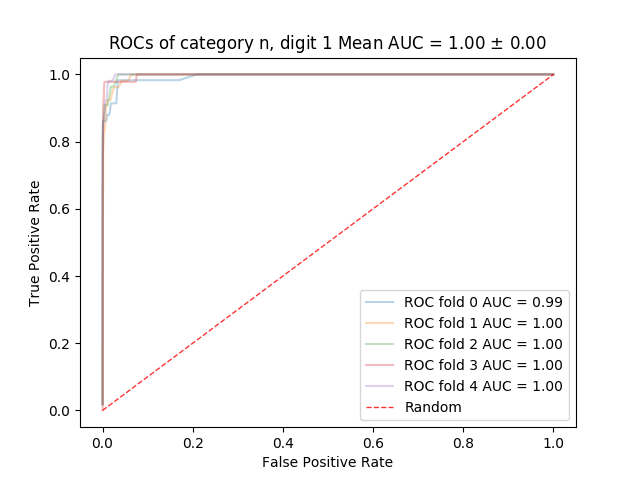 ROCs of category n, digit 1 Mean AUC = 1.00 ± 0.00
True Positive Rate
1.0
0.8
0.6
0.4
0.2
0.0
ROC fold 0 AUC = 0.99
ROC fold 1 AUC = 1.00
ROC fold 2 AUC = 1.00
ROC fold 3 AUC = 1.00
ROC fold 4 AUC = 1.00
Random
0.0 0.2 0.4 0.6 0.8 1.0
False Positive Rate